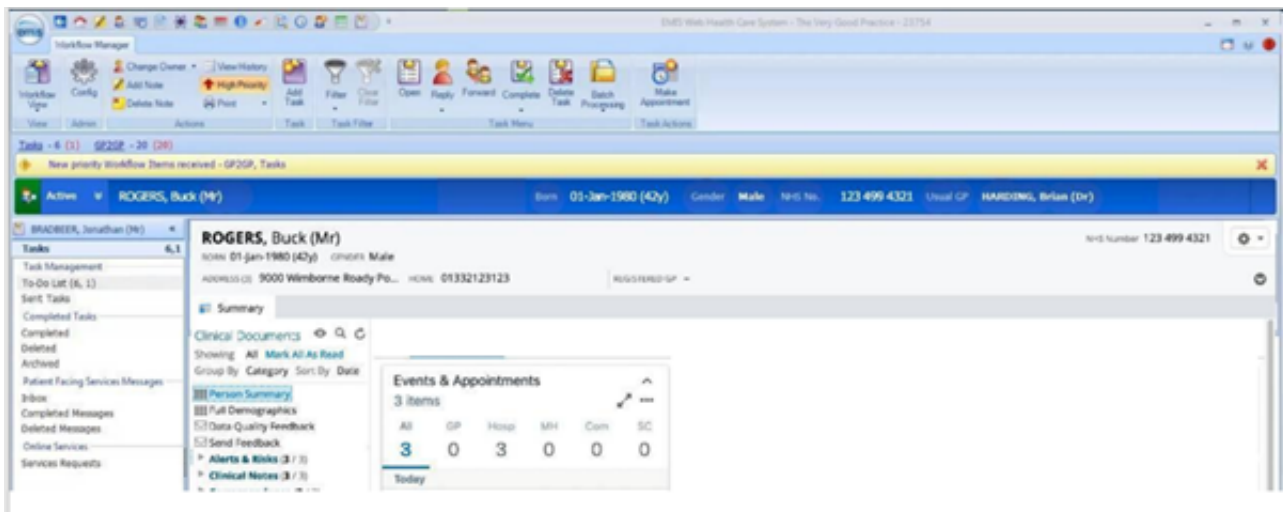 emis
EMIS Web Health Care System - The Very Good Practice - 23754
Workflow Manager
Workflow View
Config
Change Owner
Add Note
Delete Note
View History
High Priority
Print
Add Task
Filter
Clear Filter
Open
Reply
Forward
Complete
Delete Task
Batch Processing
Make Appointment
View
Admin
Actions
Task
Task Filter
Task Menu
Task Actions
Tasks - 6 (1) GP2GP - 20 (20)
New priority Workflow Items received - GP2GP, Tasks
Active ROGERS, Buck (Mr) Born 01-Jan-1980 (42y) Gender Male NHS No. 123 499 4321 Usual GP HARDING, Brian (Dr)
BRADBEER, Jonathan (Mr)
Tasks 6,1
Task Management
To-Do List (6, 1)
Sent Tasks
Completed Tasks
Completed
Deleted
Archived
Patient Facing Services Messages
Inbox
Completed Messages
Deleted Messages
Online Services
Services Requests
ROGERS, Buck (Mr) NHS Number 123 499 4321
BORN 01-Jan-1980 (42y) GENDER Male
ADDRESS (2) 9000 Wimborne Roady Po... HOME 01332123123 REGISTERED GP -
Summary
Clinical Documents
Showing All Mark All As Read
Group By Category Sort By Date
Person Summary
Full Demographics
Data Quality Feedback
Send Feedback
Alerts & Risks (3 / 3)
Clinical Notes (3 / 3)
Events & Appointments
3 items
All GP Hosp MH Com SC
3 0 3 0 0 0
Today